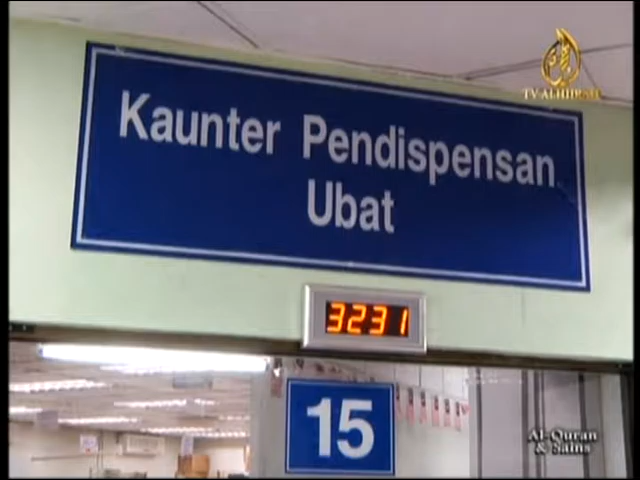 TV ALHIJRAH
Kaunter Pendispensan
Ubat
3231
15
Al-Quran
& Sains